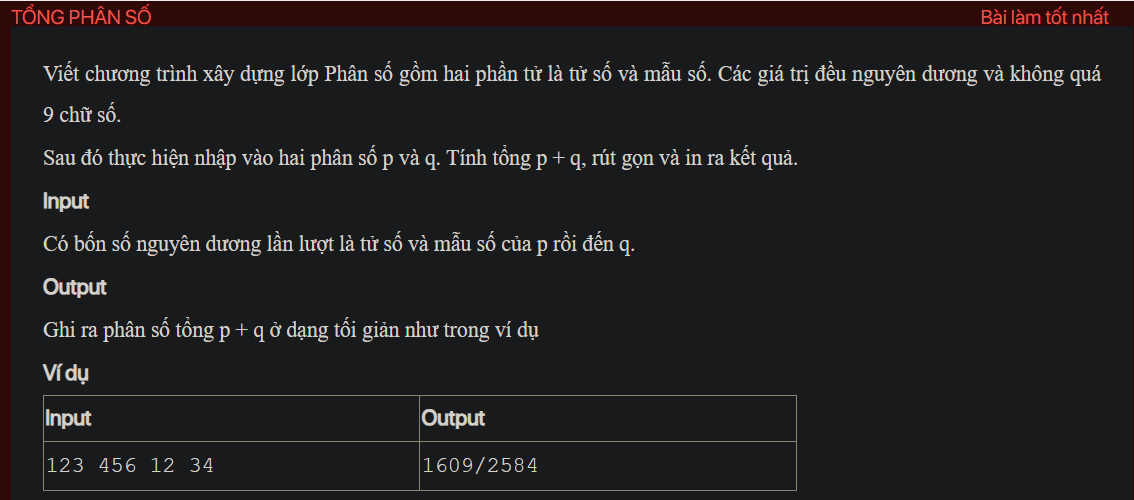 TỔNG PHÂN SỐ Bài làm tốt nhất
Viết chương trình xây dựng lớp Phân số gồm hai phần tử là tử số và mẫu số. Các giá trị đều nguyên dương và không quá
9 chữ số.
Sau đó thực hiện nhập vào hai phân số p và q. Tính tổng p + q, rút gọn và in ra kết quả.
Input
Có bốn số nguyên dương lần lượt là tử số và mẫu số của p rồi đến q.
Output
Ghi ra phân số tổng p + q ở dạng tối giản như trong ví dụ
Ví dụ
Input Output
123 456 12 34 1609/2584